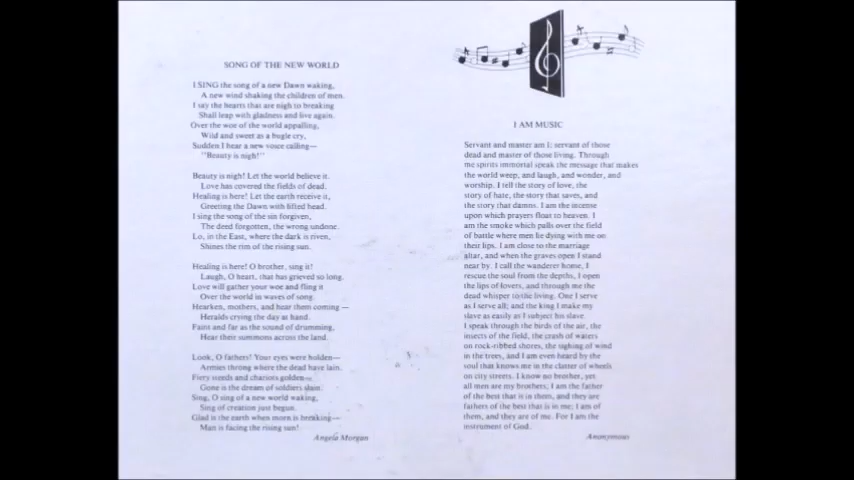 SONG OF THE NEW WORLD
I SING the song of a new Dawn waking,
A new wind shaking the children of men.
I say the hearts that are nigh to breaking
Shall leap with gladness and live again.
Over the woe of the world appalling,
Wild and sweet as a bugle cry,
Sudden I hear a new voice calling—
"Beauty is nigh!"
Beauty is nigh! Let the world believe it.
Love has covered the fields of dead.
Healing is here! Let the earth receive it,
Greeting the Dawn with lifted head.
I sing the song of the sin forgiven,
The deed forgotten, the wrong undone.
Lo, in the East, where the dark is riven,
Shines the rim of the rising sun.
Healing is here! O brother, sing it!
Laugh, O heart, that has grieved so long.
Love will gather your woe and fling it
Over the world in waves of song.
Hearken, mothers, and hear them coming—
Heralds crying the day at hand.
Faint and far as the sound of drumming,
Hear their summons across the land.
Look, O fathers! Your eyes were holden—
Armies throng where the dead have lain.
Fiery steeds and chariots golden—
Gone is the dream of soldiers slain.
Sing, O sing of a new world waking,
Sing of creation just begun.
Glad is the earth when morn is breaking—
Man is facing the rising sun!
Angela Morgan
I AM MUSIC
Servant and master am I; servant of those
dead and master of those living. Through
me spirits immortal speak the message that makes
the world weep, and laugh, and wonder, and
worship. I tell the story of love, the
story of hate, the story that saves, and
the story that damns. I am the incense
upon which prayers float to heaven. I
am the smoke which palls over the field
of battle where men lie dying with me on
their lips. I am close to the marriage
altar, and when the graves open I stand
near by. I call the wanderer home, I
rescue the soul from the depths, I open
the lips of lovers, and through me the
dead whisper to the living. One I serve
as I serve all; and the king I make my
slave as easily as I subject his slave.
I speak through the birds of the air, the
insects of the field, the crash of waters
on rock-ribbed shores, the sighing of wind
in the trees, and I am even heard by the
soul that knows me in the clatter of wheels
on city streets. I know no brother, yet
all men are my brothers; I am the father
of the best that is in them, and they are
fathers of the best that is in me; I am of
them, and they are of me. For I am the
instrument of God.
Anonymous